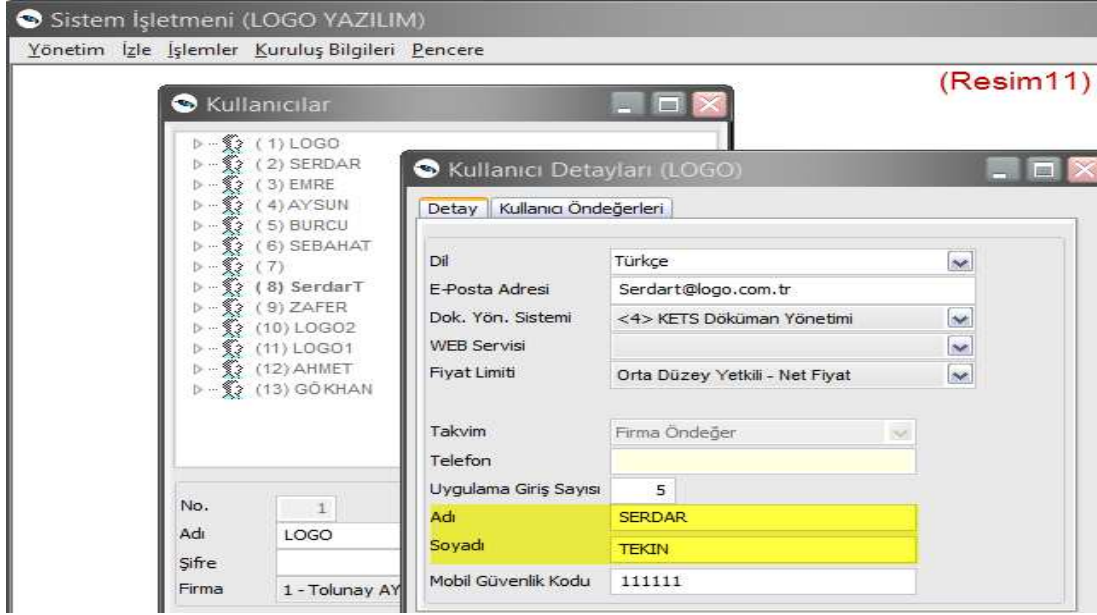 Sistem İşletmeni (LOGO YAZILIM)
Yönetim İzle İşlemler Kuruluş Bilgileri Pencere
(Resim11)
Kullanıcılar
( 1) LOGO
( 2) SERDAR
( 3) EMRE
( 4) AYSUN
( 5) BURCU
( 6) SEBAHAT
( 7)
( 8) SerdarT
( 9) ZAFER
(10) LOGO2
(11) LOGO1
(12) AHMET
(13) GÖKHAN
No. 1
Adı LOGO
Şifre
Firma 1 - Tolunay AY
Kullanıcı Detayları (LOGO)
Detay Kullanıcı Öndeğerleri
Dil Türkçe
E-Posta Adresi Serdart@logo.com.tr
Dok. Yön. Sistemi <4> KETS Döküman Yönetimi
WEB Servisi
Fiyat Limiti Orta Düzey Yetkili - Net Fiyat
Takvim Firma Öndeğer
Telefon
Uygulama Giriş Sayısı 5
Adı SERDAR
Soyadı TEKIN
Mobil Güvenlik Kodu 111111